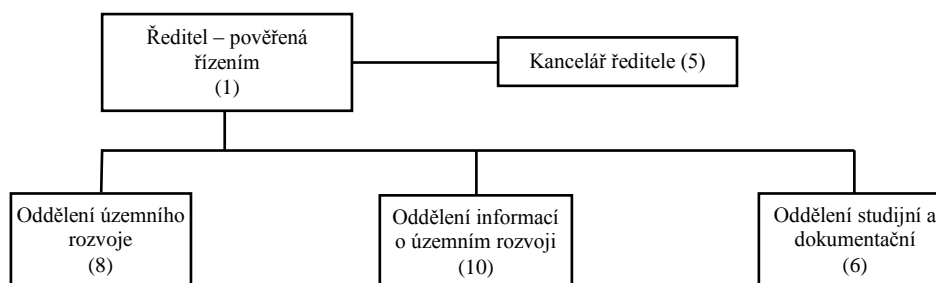 Ředitel – pověřená
řízením
(1)
Kancelář ředitele (5)
Oddělení územního
rozvoje
(8)
Oddělení informací
o územním rozvoji
(10)
Oddělení studijní a
dokumentační
(6)